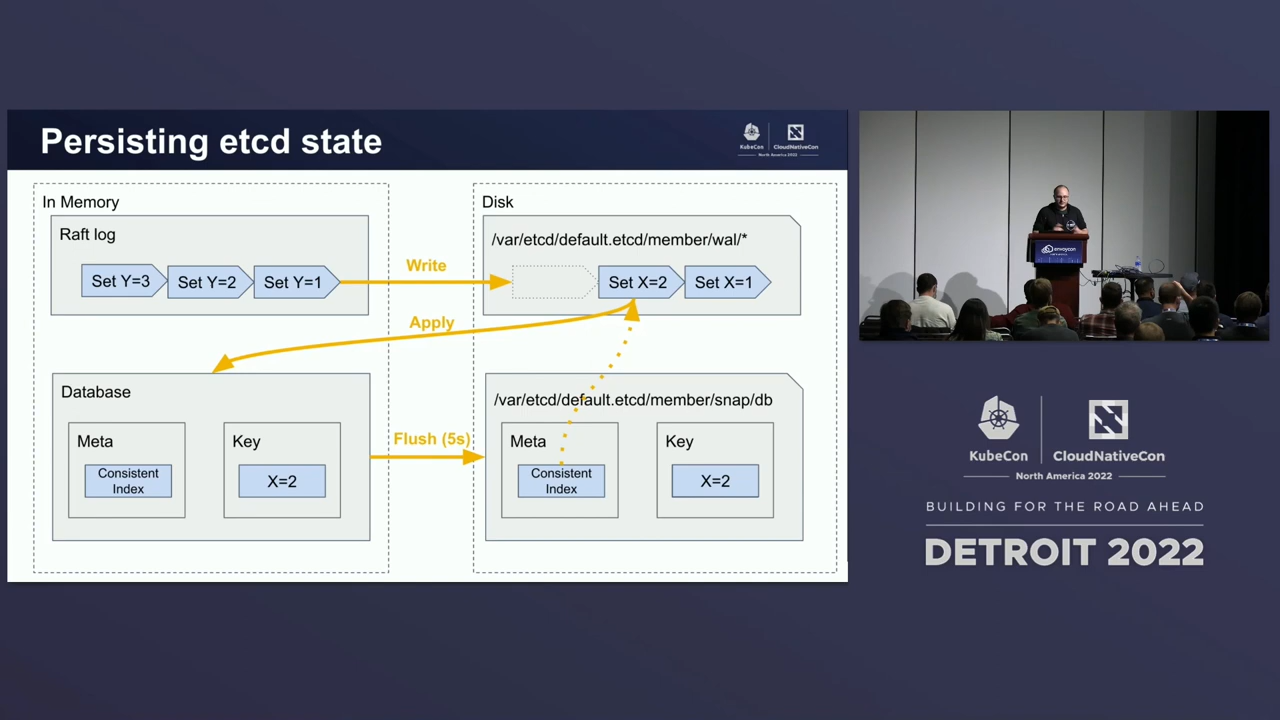 Persisting etcd state
KubeCon
CloudNativeCon
North America 2022
In Memory
Raft log
Set Y=3
Set Y=2
Set Y=1
Write
Apply
Disk
/var/etcd/default.etcd/member/wal/*
Set X=2
Set X=1
Database
Meta
Consistent
Index
Key
X=2
Flush (5s)
/var/etcd/default.etcd/member/snap/db
Meta
Consistent
Index
Key
X=2
envoycon
KubeCon
CloudNativeCon
North America 2022
BUILDING FOR THE ROAD AHEAD
DETROIT 2022